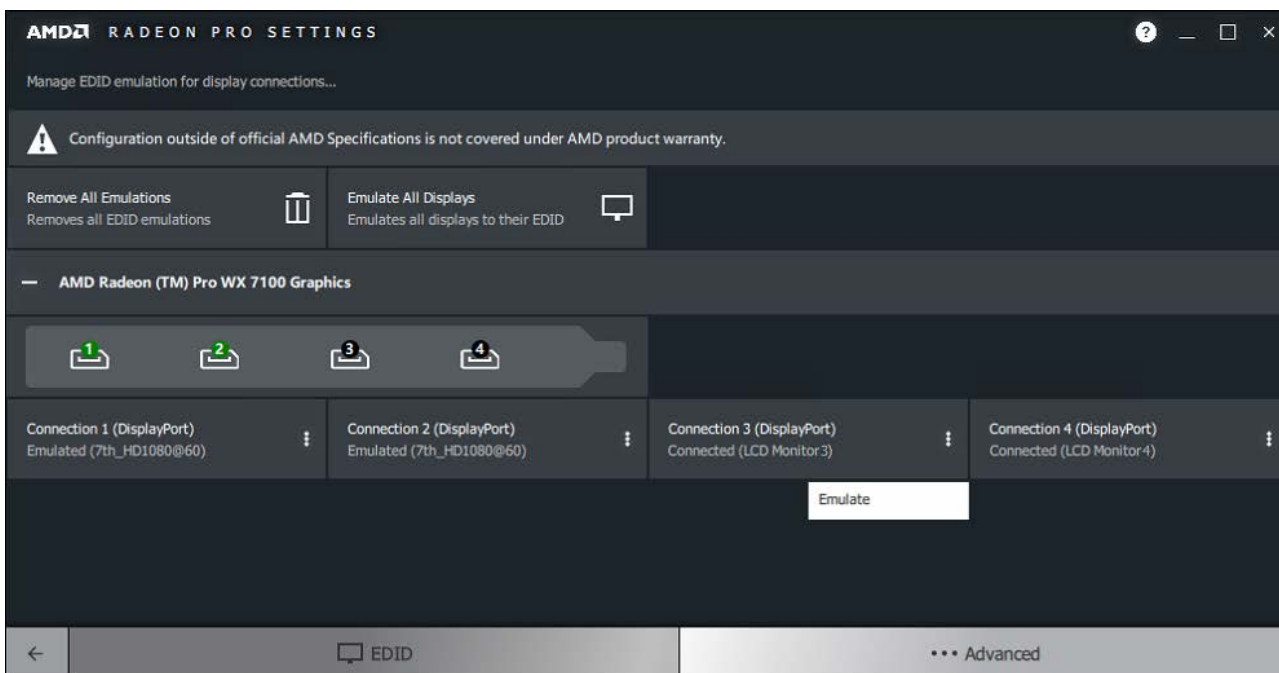 AMD RADEON PRO SETTINGS
?
Manage EDID emulation for display connections...
Configuration outside of official AMD Specifications is not covered under AMD product warranty.
Remove All Emulations
Removes all EDID emulations
Emulate All Displays
Emulates all displays to their EDID
AMD Radeon (TM) Pro WX 7100 Graphics
1 2 3 4
Connection 1 (DisplayPort)
Emulated (7th_HD1080@60)
Connection 2 (DisplayPort)
Emulated (7th_HD1080@60)
Connection 3 (DisplayPort)
Connected (LCD Monitor3)
Connection 4 (DisplayPort)
Connected (LCD Monitor4)
Emulate
EDID
Advanced